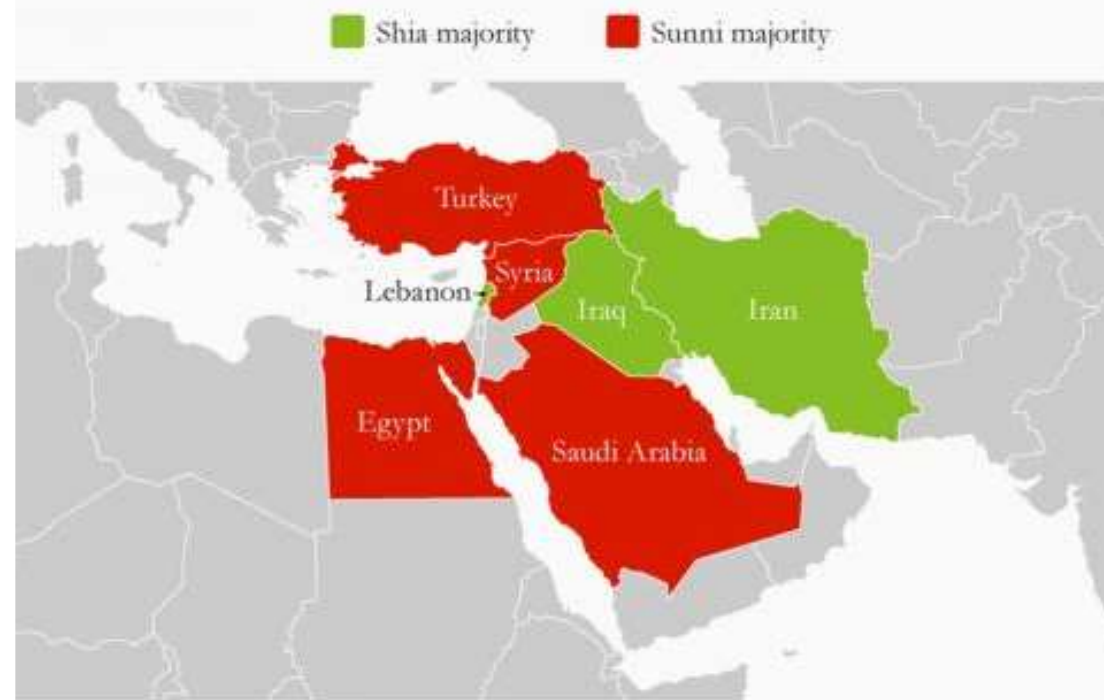 Shia majority
Sunni majority
Turkey
Syria
Lebanon
Iraq
Iran
Egypt
Saudi Arabia